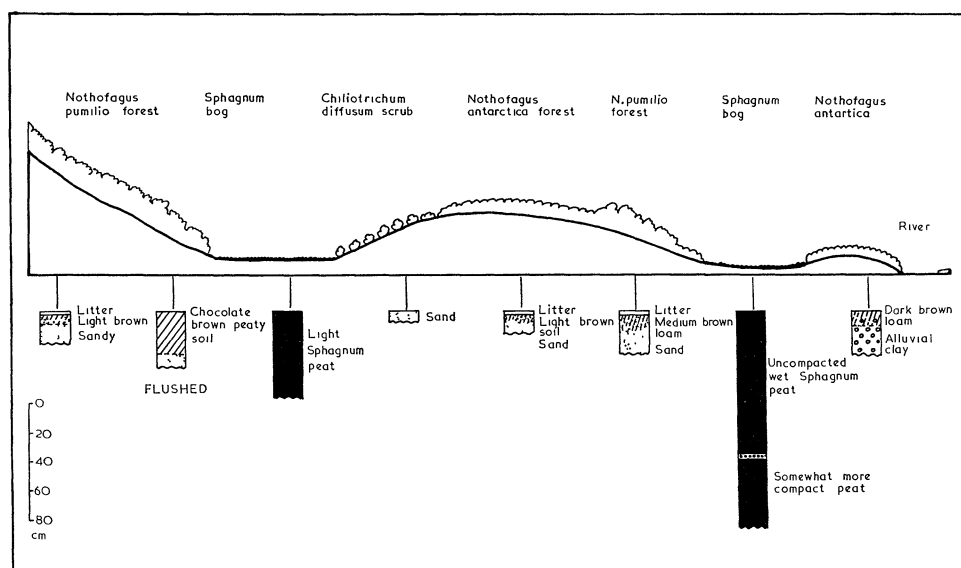 Nothofagus
pumilio forest
Sphagnum
bog
Chiliotrichum
diffusum scrub
Nothofagus
antarctica forest
N. pumilio
forest
Sphagnum
bog
Nothofagus
antartica
River
Litter
Light brown
Sandy
Chocolate
brown peaty
soil
FLUSHED
Light
Sphagnum
peat
Sand
Litter
Light brown
soil
Sand
Litter
Medium brown
loam
Sand
Uncompacted
wet Sphagnum
peat
Somewhat more
compact peat
Dark brown
loam
Alluvial
clay
0
20
40
60
80
cm